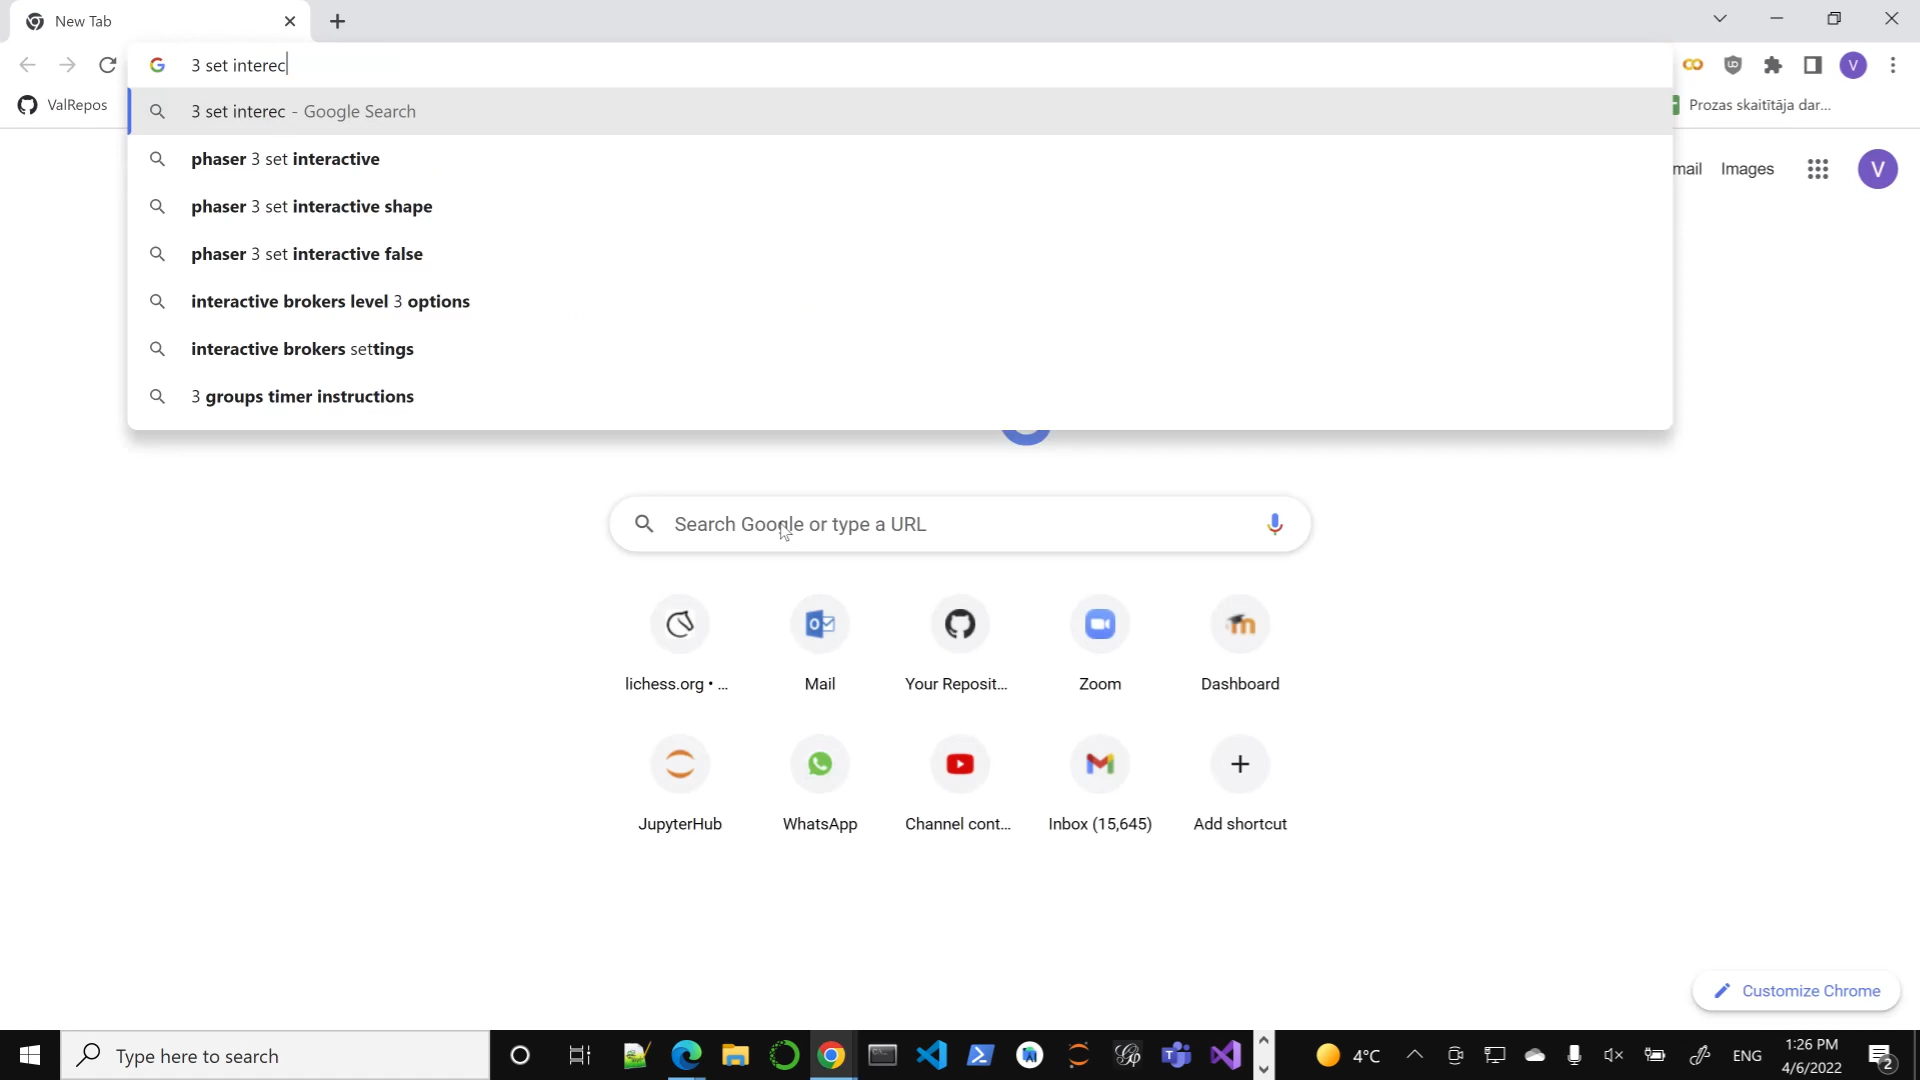 New Tab
3 set interec
ValRepos
3 set interec - Google Search
Prozas skaitītāja dar...
phaser 3 set interactive
mail Images V
phaser 3 set interactive shape
phaser 3 set interactive false
interactive brokers level 3 options
interactive brokers settings
3 groups timer instructions
Search Google or type a URL
lichess.org • ... Mail Your Reposit... Zoom Dashboard
JupyterHub WhatsApp Channel cont... Inbox (15,645) Add shortcut
Customize Chrome
Type here to search
4°C
ENG
1:26 PM
4/6/2022
2